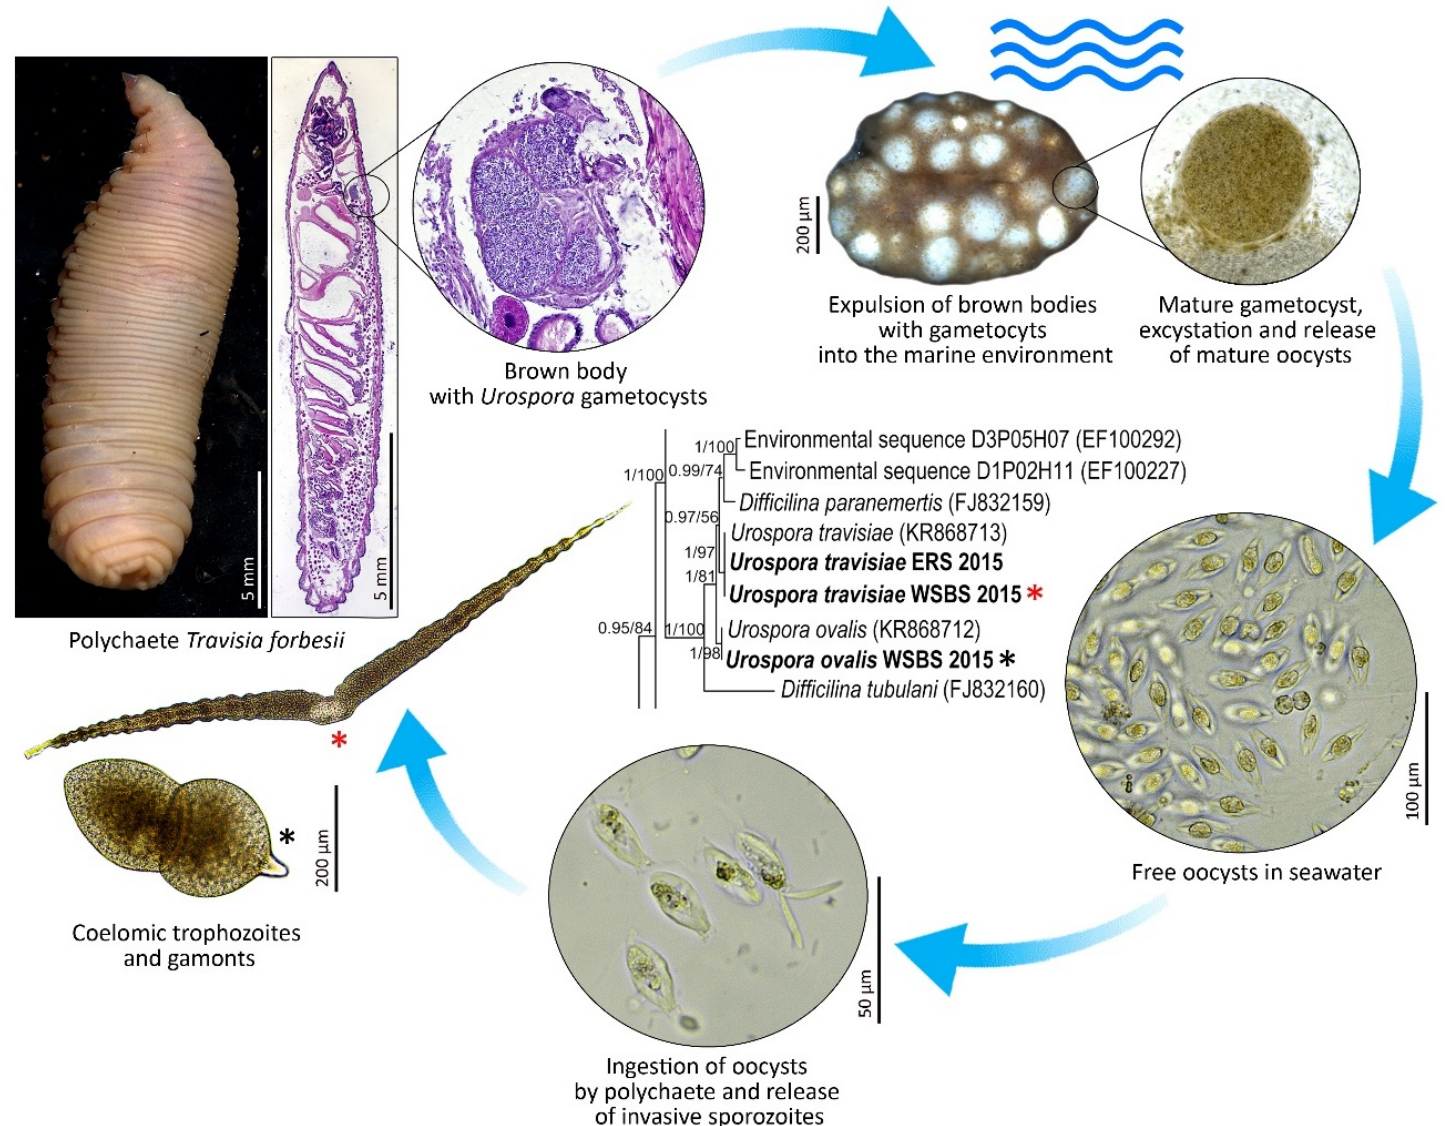 5 mm
5 mm
Polychaete Travisia forbesii
Brown body
with Urospora gametocysts
200 µm
Expulsion of brown bodies
with gametocyts
into the marine environment
Mature gametocyst,
excystation and release
of mature oocysts
1/100
1/100
Environmental sequence D3P05H07 (EF100292)
0.99/74
Environmental sequence D1P02H11 (EF100227)
Difficilina paranemertis (FJ832159)
0.97/56
Urospora travisiae (KR868713)
1/97
Urospora travisiae ERS 2015
1/81
Urospora travisiae WSBS 2015 *
0.95/84
1/100
Urospora ovalis (KR868712)
1/98
Urospora ovalis WSBS 2015 *
Difficilina tubulani (FJ832160)
*
*
200 µm
Coelomic trophozoites
and gamonts
100 µm
Free oocysts in seawater
50 µm
Ingestion of oocysts
by polychaete and release
of invasive sporozoites